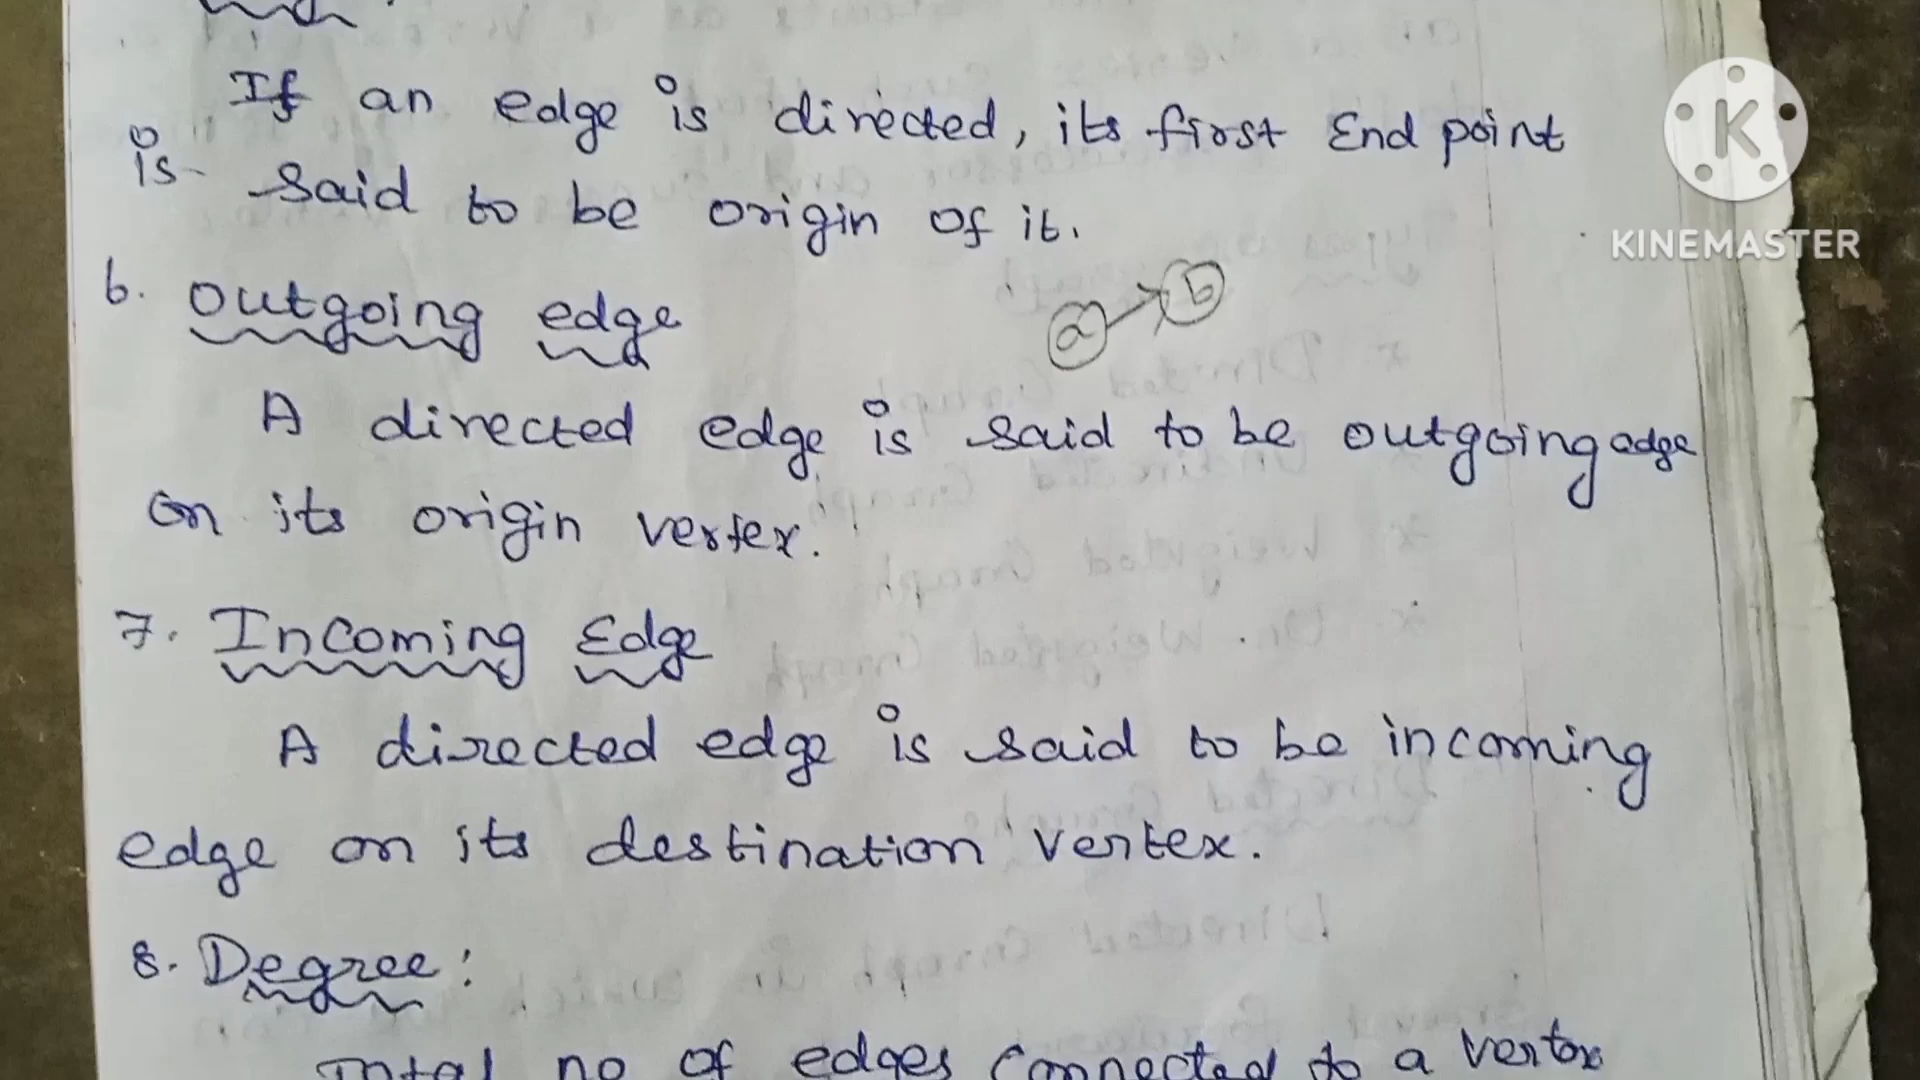 If an edge is directed, its first End point
is said to be origin of it.
6. Outgoing edge
a b
A directed edge is said to be outgoing edge
on its origin vertex.
7. Incoming Edge
A directed edge is said to be incoming
edge on its destination vertex.
8. Degree:
Total no of edges connected to a vertex
K
KINEMASTER